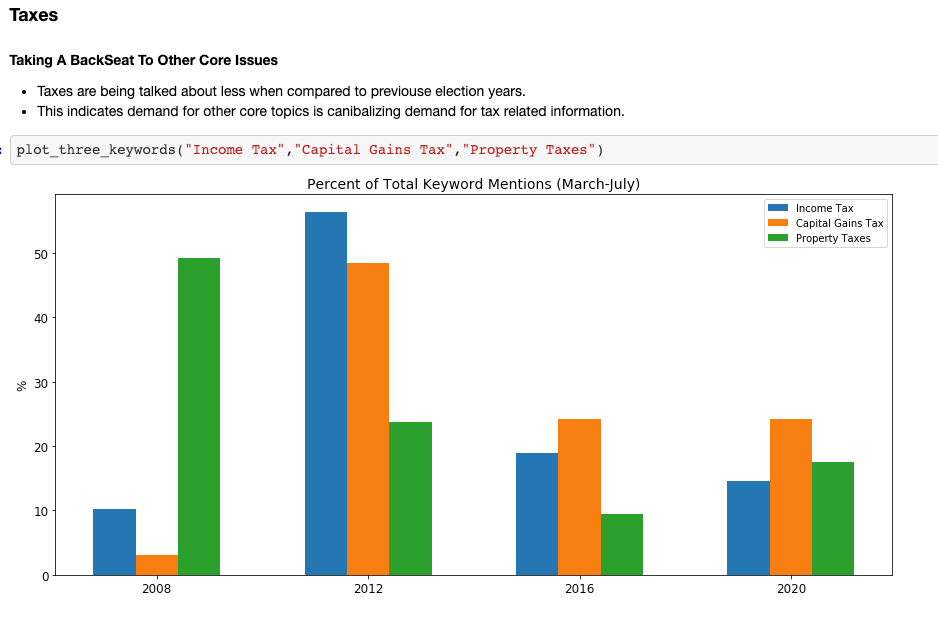 Taxes
Taking A BackSeat To Other Core Issues
• Taxes are being talked about less when compared to previouse election years.
• This indicates demand for other core topics is canibalizing demand for tax related information.
plot_three_keywords("Income Tax","Capital Gains Tax","Property Taxes")
Percent of Total Keyword Mentions (March-July)
Income Tax
Capital Gains Tax
Property Taxes
%
50
40
30
20
10
0
2008 2012 2016 2020